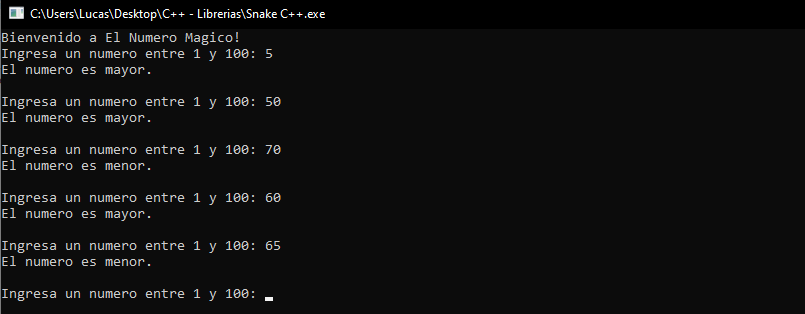 C:\Users\Lucas\Desktop\C++ - Librerias\Snake C++.exe
Bienvenido a El Numero Magico!
Ingresa un numero entre 1 y 100: 5
El numero es mayor.
Ingresa un numero entre 1 y 100: 50
El numero es mayor.
Ingresa un numero entre 1 y 100: 70
El numero es menor.
Ingresa un numero entre 1 y 100: 60
El numero es mayor.
Ingresa un numero entre 1 y 100: 65
El numero es menor.
Ingresa un numero entre 1 y 100: